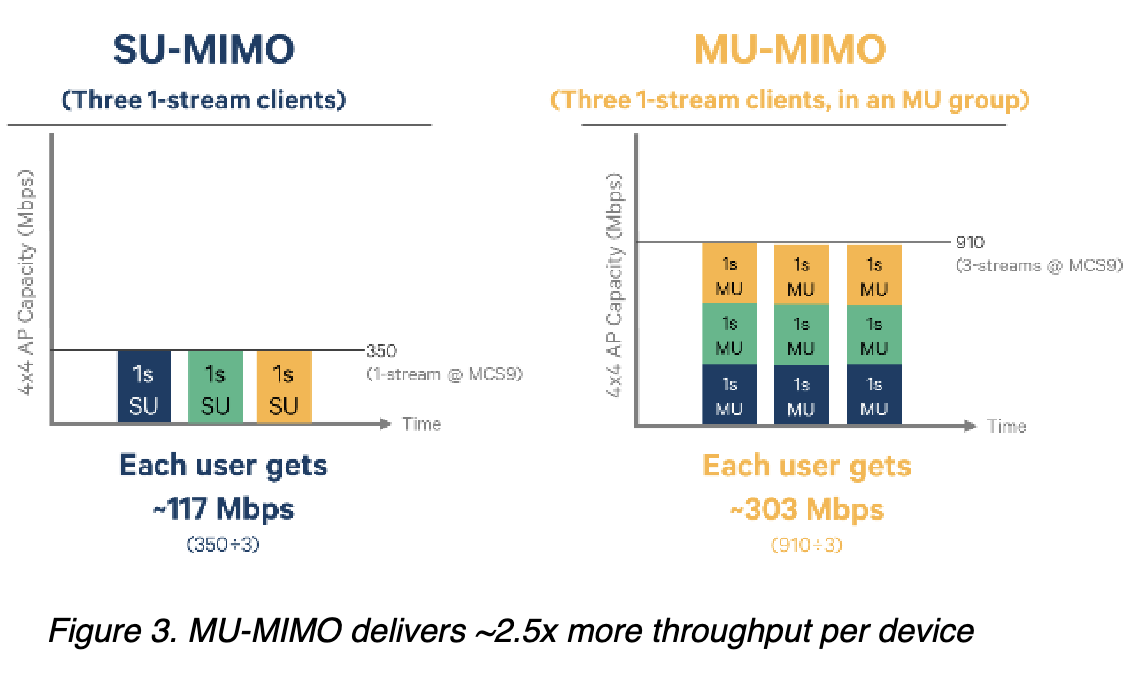 SU-MIMO
(Three 1-stream clients)
4x4 AP Capacity (Mbps)
350
(1-stream @ MCS9)
1s
SU
1s
SU
1s
SU
Time
Each user gets
~117 Mbps
(350÷3)
MU-MIMO
(Three 1-stream clients, in an MU group)
4x4 AP Capacity (Mbps)
910
(3-streams @ MCS9)
1s
MU
1s
MU
1s
MU
1s
MU
1s
MU
1s
MU
1s
MU
1s
MU
1s
MU
Time
Each user gets
~303 Mbps
(910÷3)
Figure 3. MU-MIMO delivers ~2.5x more throughput per device